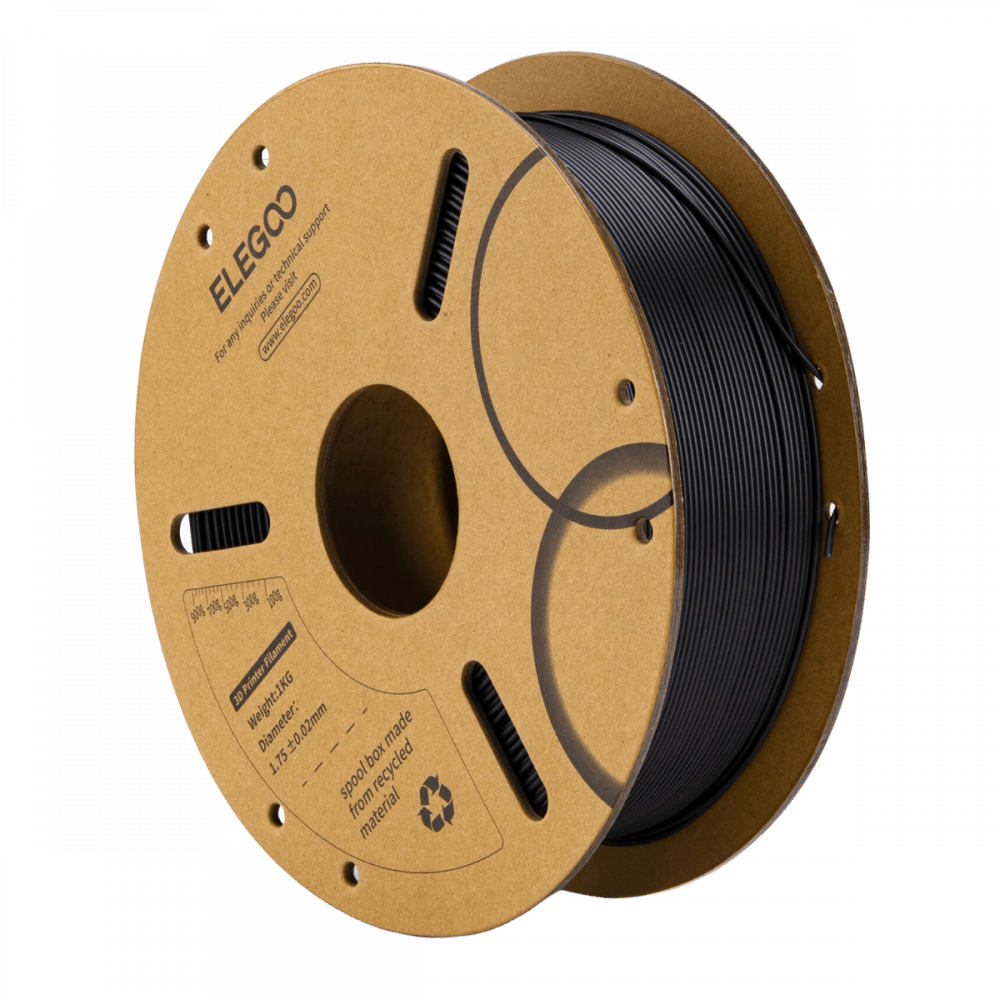 ELEGOO
For any inquiries or technical support
Please visit
www.elegoo.com
900g 700g 500g 300g 100g
3D Printer Filament
Weight:1KG
Diameter:
1.75 ±0.02mm
spool box made
from recycled
material